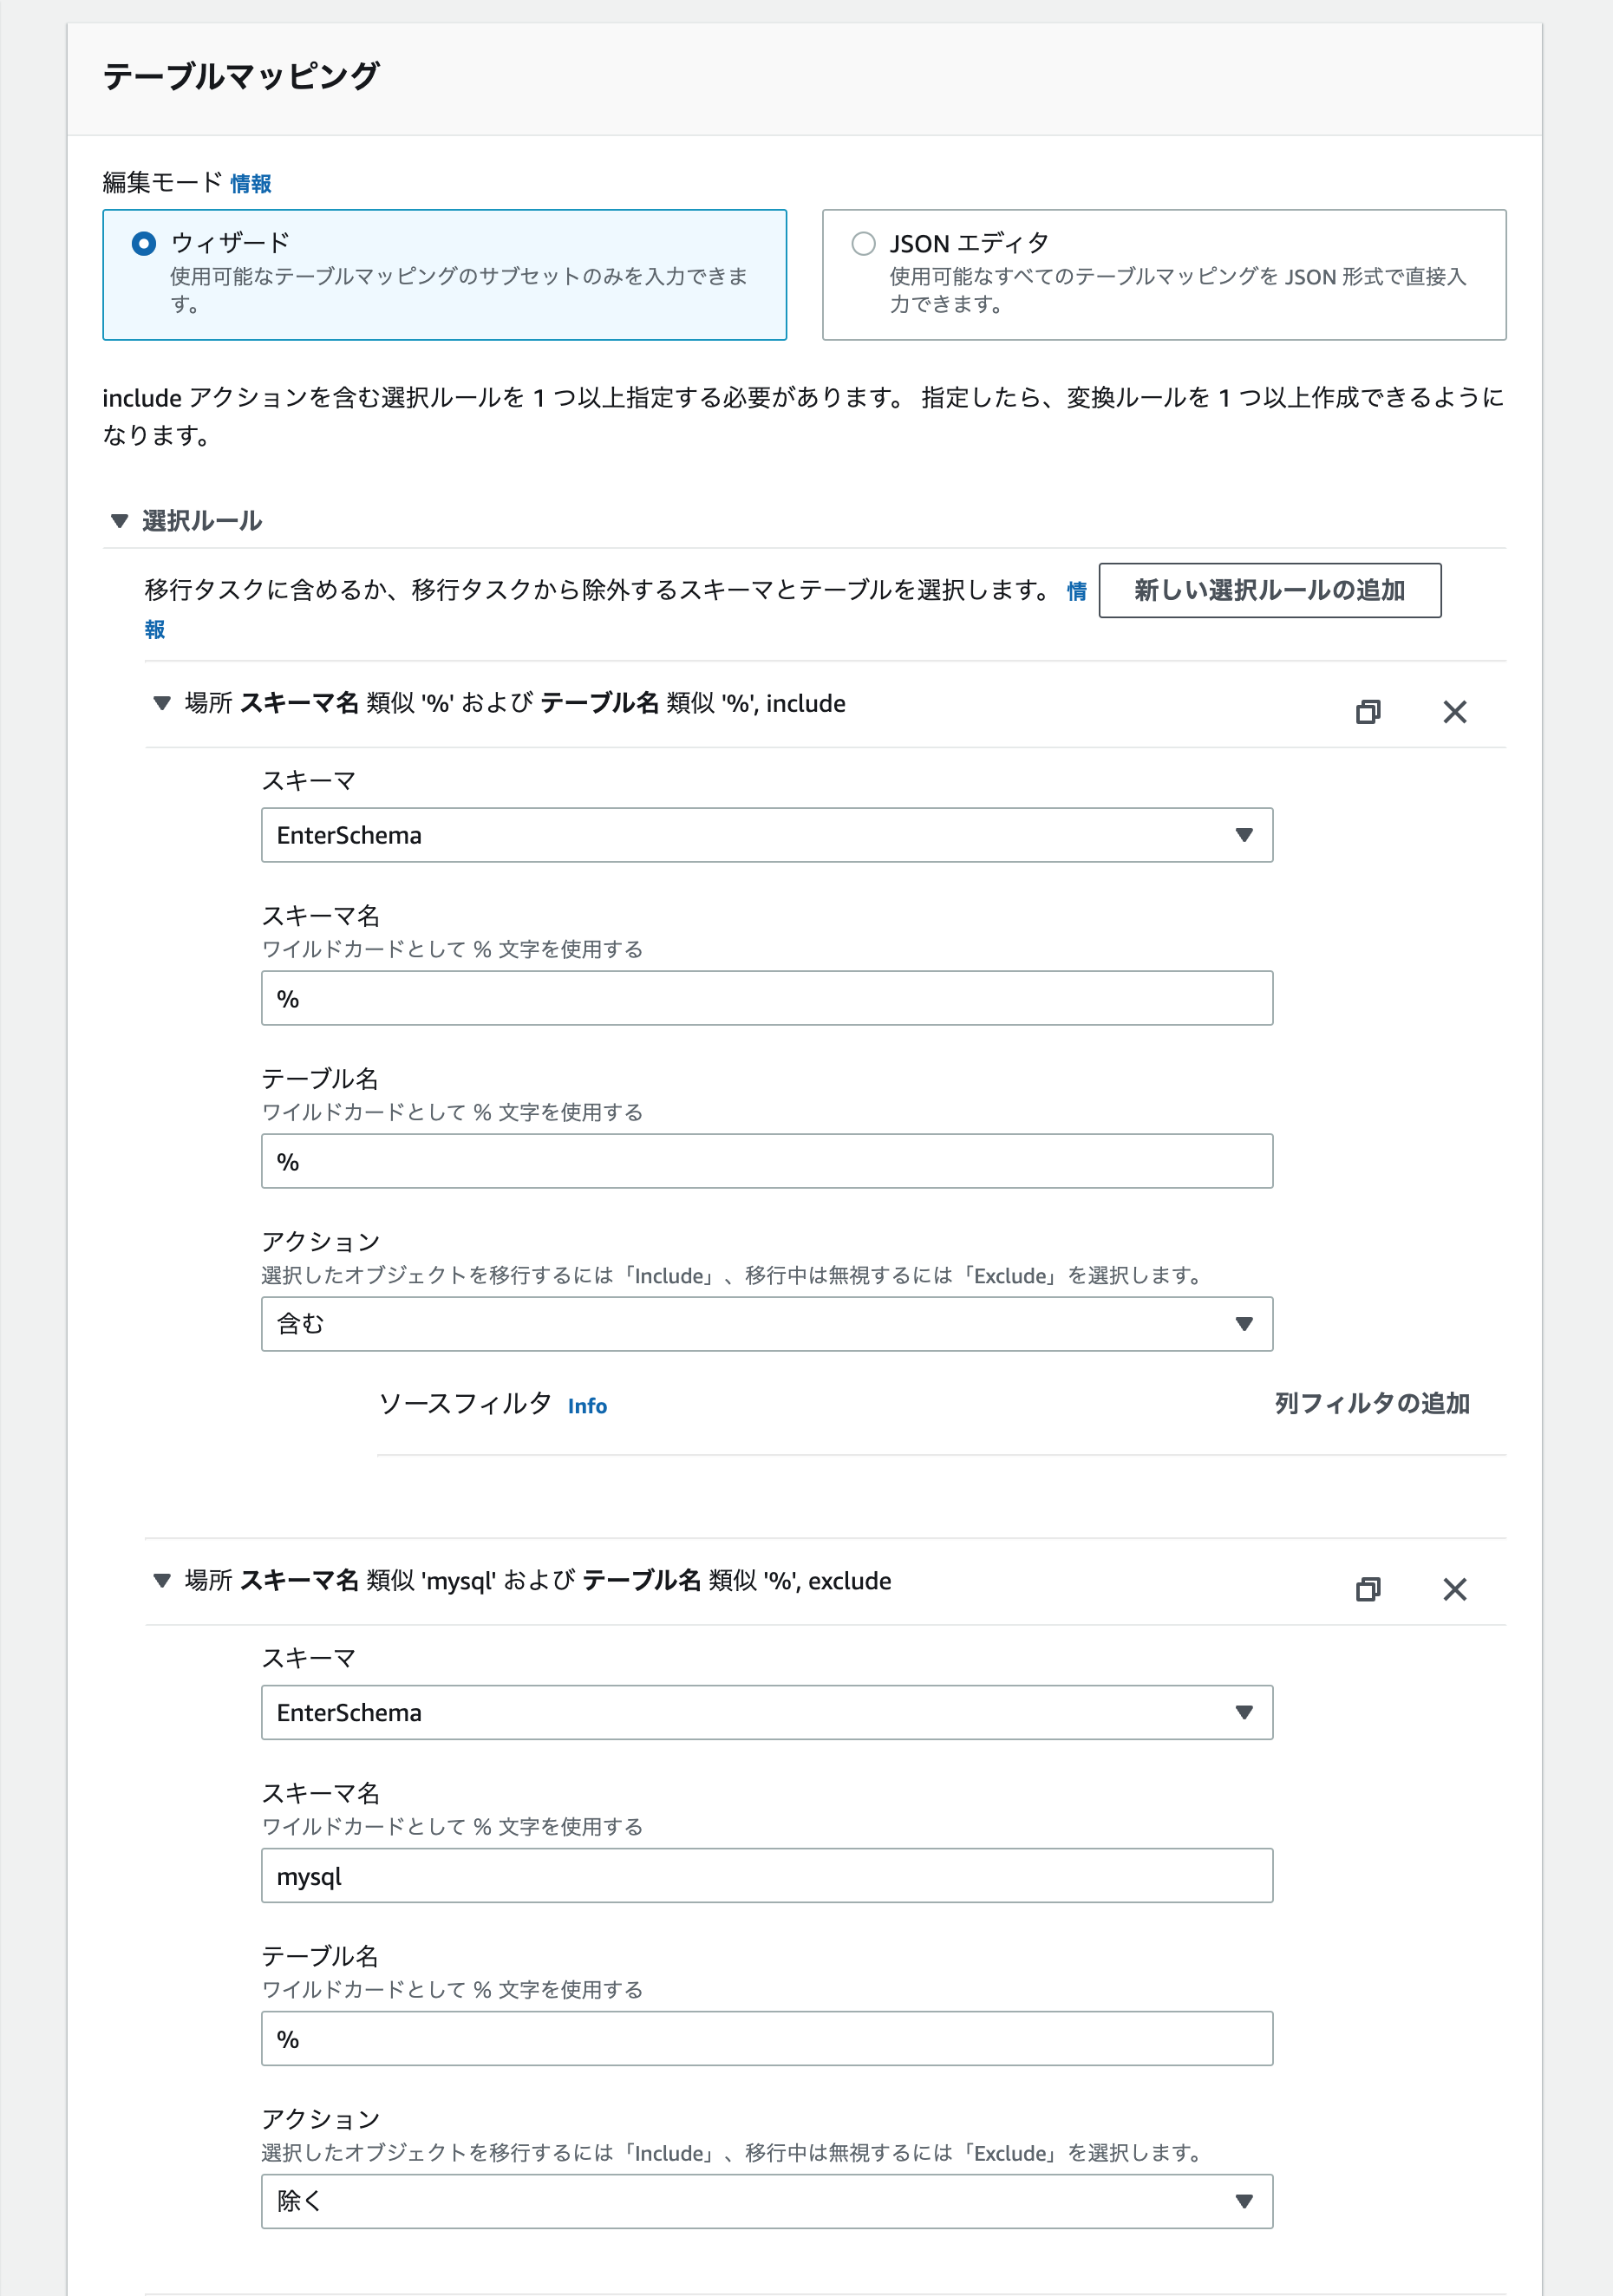 テーブルマッピング
編集モード 情報
ウィザード
使用可能なテーブルマッピングのサブセットのみを入力できま
す。
JSON エディタ
使用可能なすべてのテーブルマッピングを JSON 形式で直接入
力できます。
include アクションを含む選択ルールを 1 つ以上指定する必要があります。 指定したら、変換ルールを 1 つ以上作成できるように
なります。
選択ルール
移行タスクに含めるか、移行タスクから除外するスキーマとテーブルを選択します。 情
報
新しい選択ルールの追加
場所 スキーマ名 類似 '%' および テーブル名 類似 '%', include
スキーマ
EnterSchema
スキーマ名
ワイルドカードとして % 文字を使用する
%
テーブル名
ワイルドカードとして % 文字を使用する
%
アクション
選択したオブジェクトを移行するには「Include」、移行中は無視するには「Exclude」を選択します。
含む
ソースフィルタ Info
列フィルタの追加
場所 スキーマ名 類似 'mysql' および テーブル名 類似 '%', exclude
スキーマ
EnterSchema
スキーマ名
ワイルドカードとして % 文字を使用する
mysql
テーブル名
ワイルドカードとして % 文字を使用する
%
アクション
選択したオブジェクトを移行するには「Include」、移行中は無視するには「Exclude」を選択します。
除く